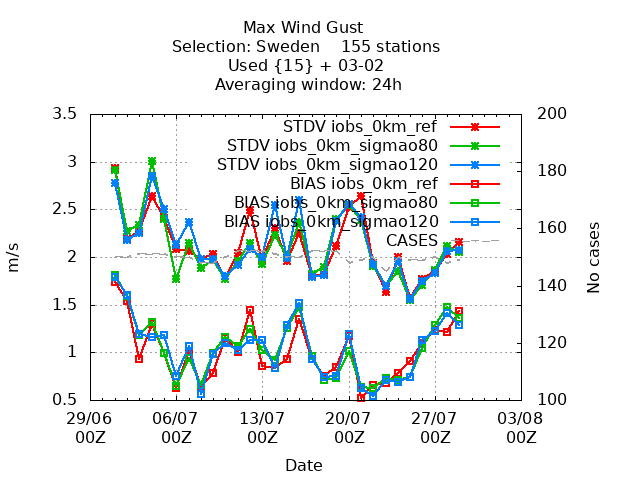 Max Wind Gust
Selection: Sweden    155 stations
Used {15} + 03-02
Averaging window: 24h
3.5
3
2.5
2
1.5
1
0.5
m/s
200
180
160
140
120
100
No cases
STDV iobs_0km_ref
STDV iobs_0km_sigmao80
STDV iobs_0km_sigmao120
BIAS iobs_0km_ref
BIAS iobs_0km_sigmao80
BIAS iobs_0km_sigmao120
CASES
29/06 06/07 13/07 20/07 27/07 03/08
00Z 00Z 00Z 00Z 00Z 00Z
Date